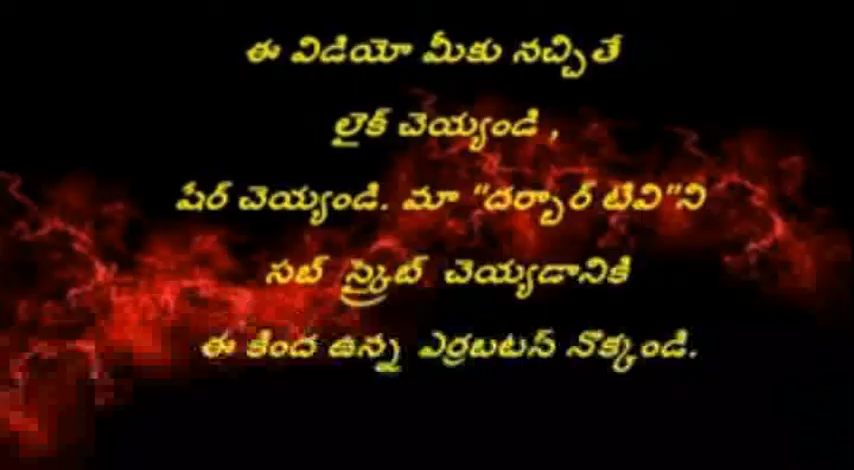 ఈ విడియో మీకు నచ్చితే
లైక్ చెయ్యండి ,
షేర్ చెయ్యండి. మా "దర్బార్ టివి"ని
సబ్ స్క్రైబ్ చెయ్యడానికి
ఈ కింద ఉన్న ఎర్రబటన్ నొక్కండి.